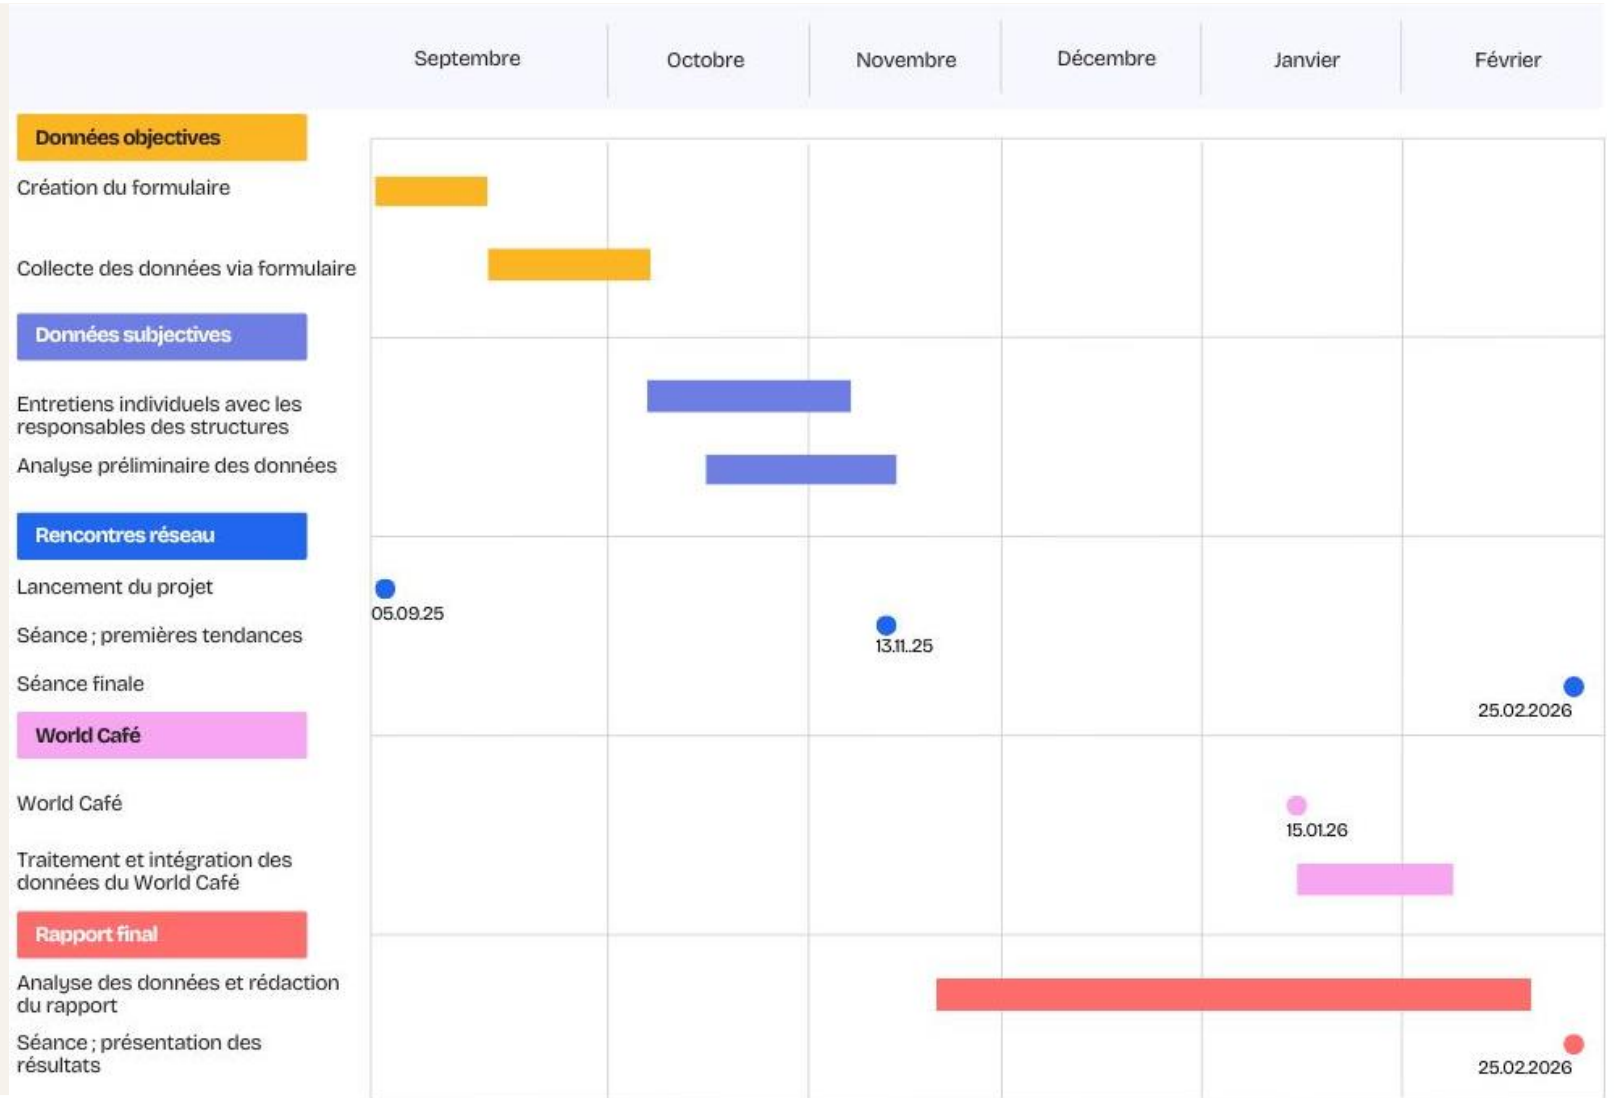 Septembre
Octobre
Novembre
Décembre
Janvier
Février
Données objectives
Création du formulaire
Collecte des données via formulaire
Données subjectives
Entretiens individuels avec les
responsables des structures
Analyse préliminaire des données
Rencontres réseau
Lancement du projet
05.09.25
Séance ; premières tendances
13.11..25
Séance finale
25.02.2026
World Café
World Café
15.01.26
Traitement et intégration des
données du World Café
Rapport final
Analyse des données et rédaction
du rapport
Séance ; présentation des
résultats
25.02.2026